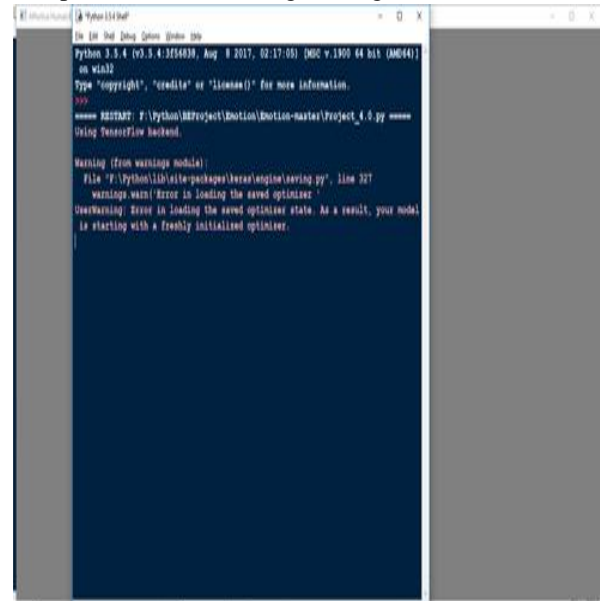 *Python 3.5.4 Shell*
File Edit Shell Debug Options Window Help
Python 3.5.4 (v3.5.4:3f56838, Aug 8 2017, 02:17:05) [MSC v.1900 64 bit (AMD64)]
on win32
Type "copyright", "credits" or "license()" for more information.
>>>
===== RESTART: F:\Python\BEProject\Emotion\Emotion-master\Project_4.0.py =====
Using TensorFlow backend.
Warning (from warnings module):
File "F:\Python\lib\site-packages\keras\engine\saving.py", line 327
warnings.warn('Error in loading the saved optimizer '
UserWarning: Error in loading the saved optimizer state. As a result, your model
is starting with a freshly initialized optimizer.